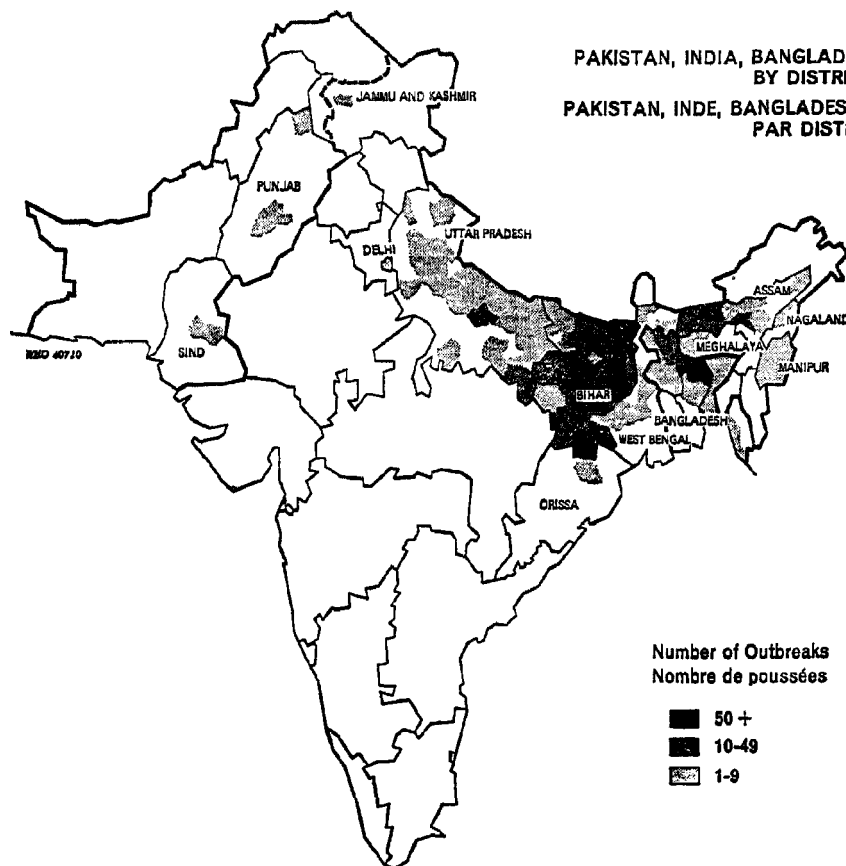 PAKISTAN, INDIA, BANGLAD
BY DISTRI
PAKISTAN, INDE, BANGLADES
PAR DIST
JAMMU AND KASHMIR
PUNJAB
UTTAR PRADESH
DELHI
ASSAM
NAGALAND
SIND
MEGHALAYA
MANIPUR
BIHAR
BANGLADESH
WEST BENGAL
ORISSA
Number of Outbreaks
Nombre de poussées
50 +
10-49
1-9